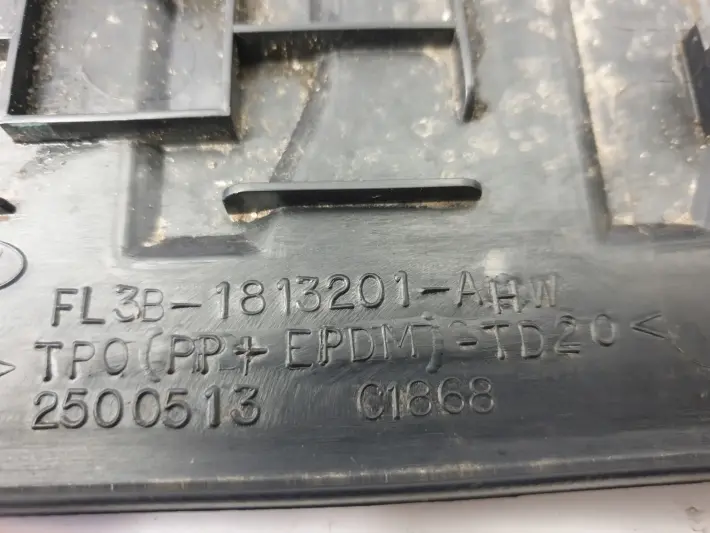 FL3B-1813201-AHW
>TPO(PP+EPDM)-TD20<
2500513 C1868